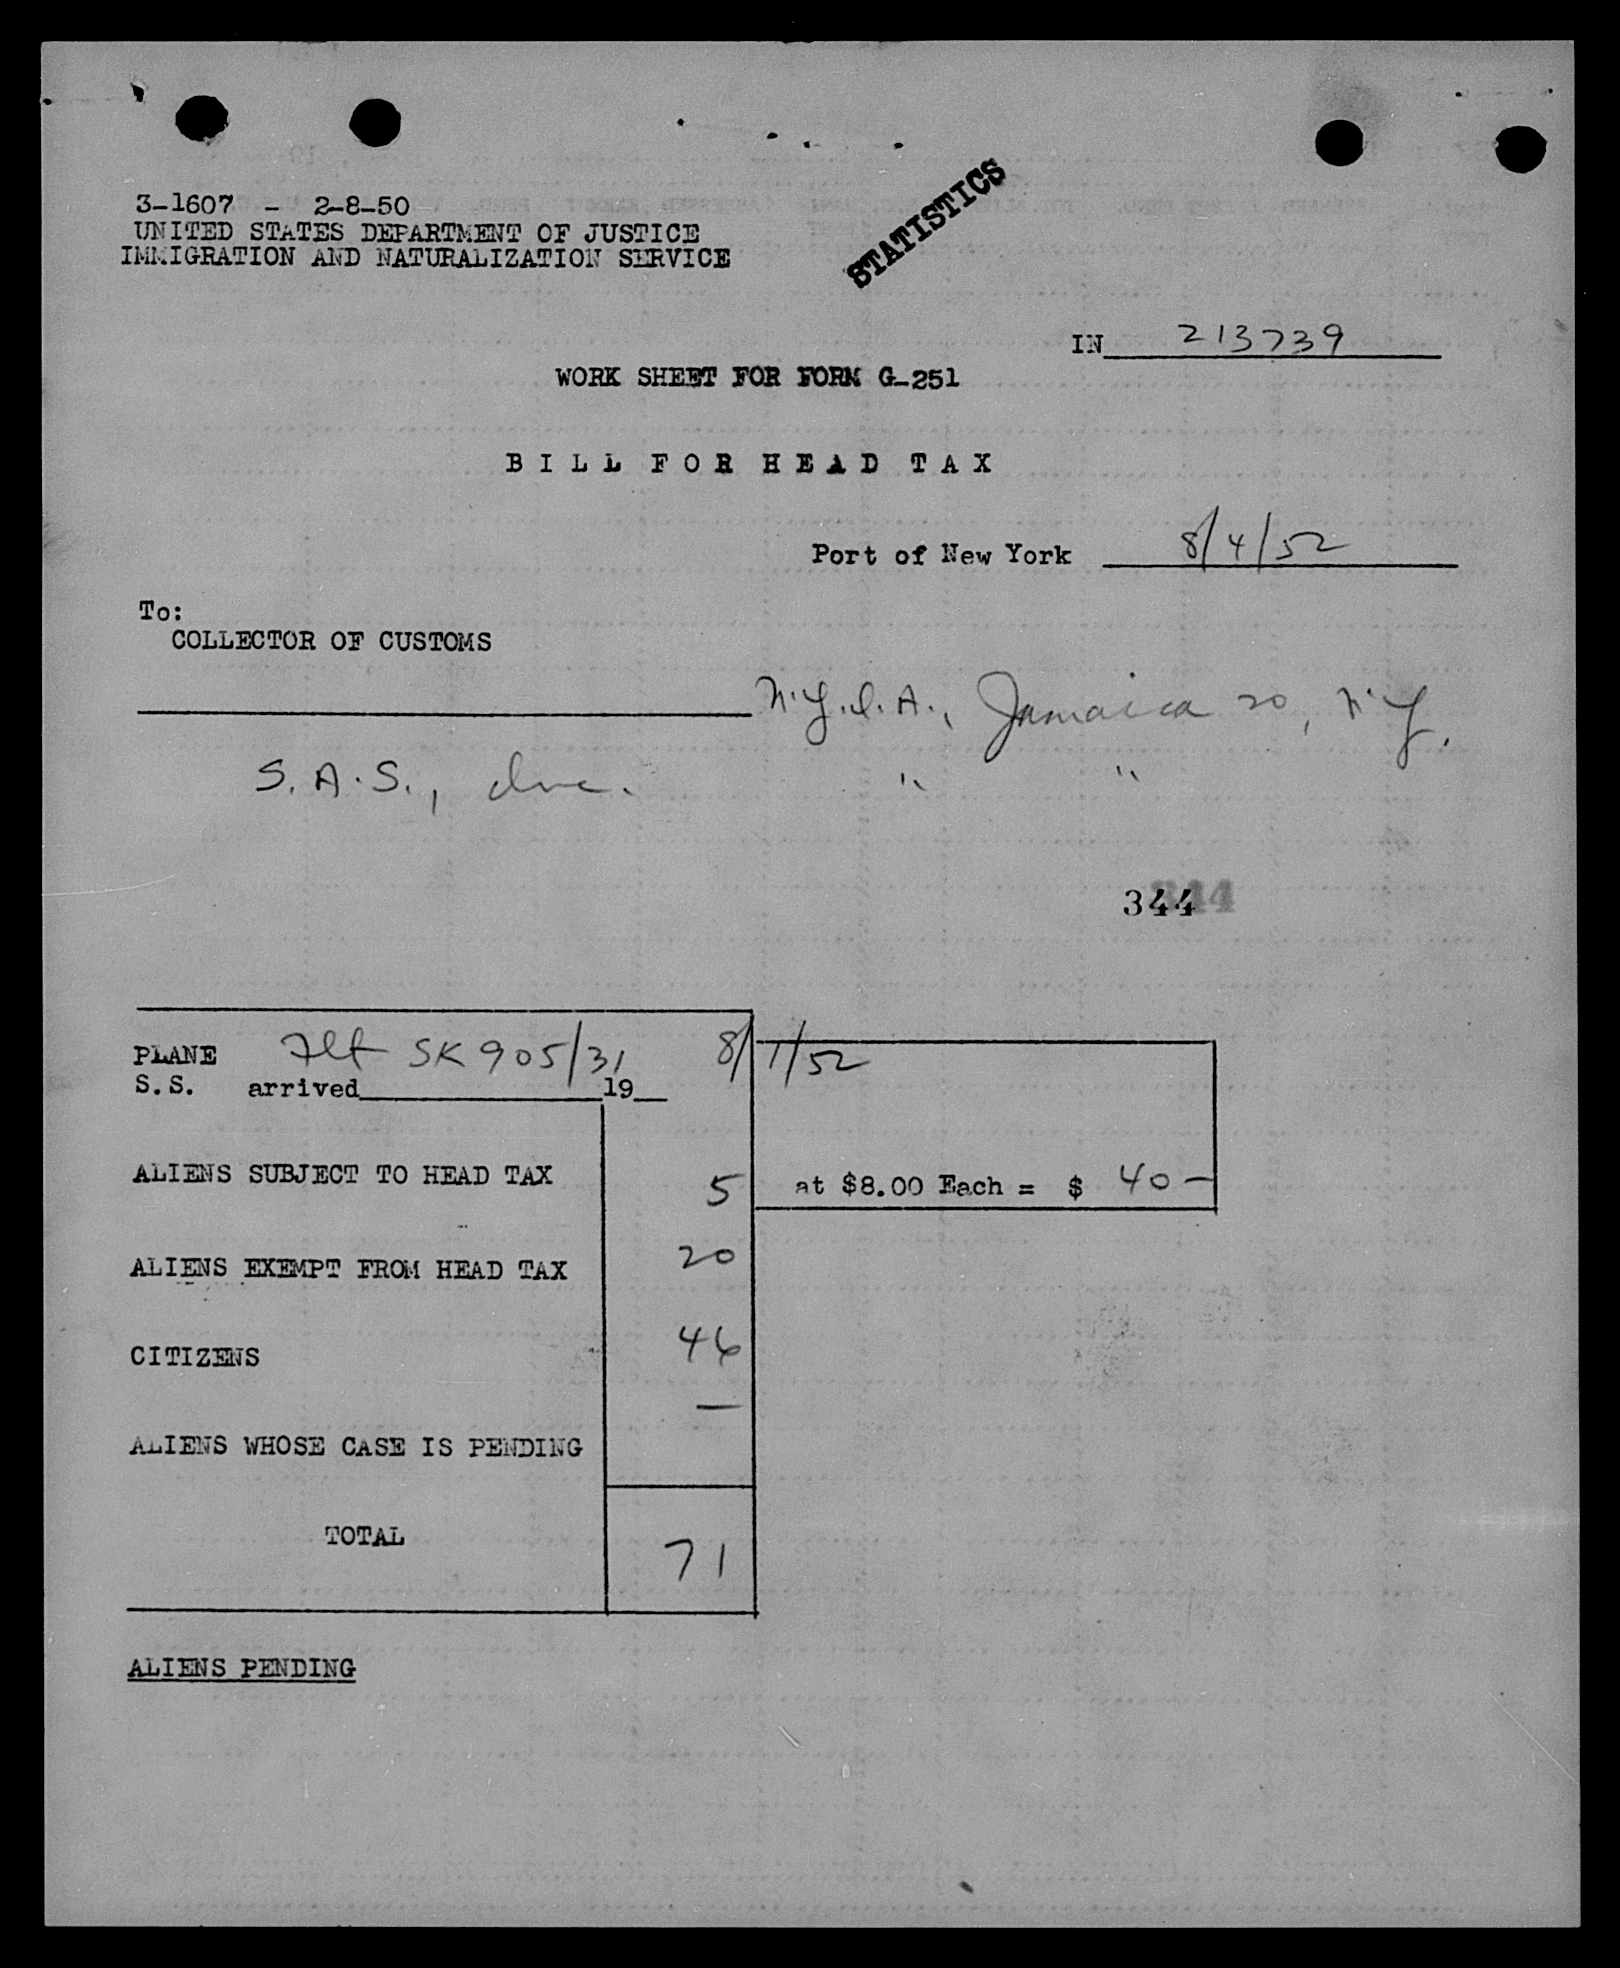 3-1607 - 2-8-50
UNITED STATES DEPARTMENT OF JUSTICE
IMMIGRATION AND NATURALIZATION SERVICE
STATISTICS
IN 213739
WORK SHEET FOR FORM G-251
BILL FOR HEAD TAX
Port of New York 8/4/52
To:
COLLECTOR OF CUSTOMS
N.Y.I.A., Jamaica 20, N.Y.
S.A.S., Inc. " "
344
PLANE Flt SK 905/31 8/1/52
S.S. arrived 19
ALIENS SUBJECT TO HEAD TAX 5 at $8.00 Each = $ 40 -
ALIENS EXEMPT FROM HEAD TAX 20
CITIZENS 46
ALIENS WHOSE CASE IS PENDING —
TOTAL 71
ALIENS PENDING